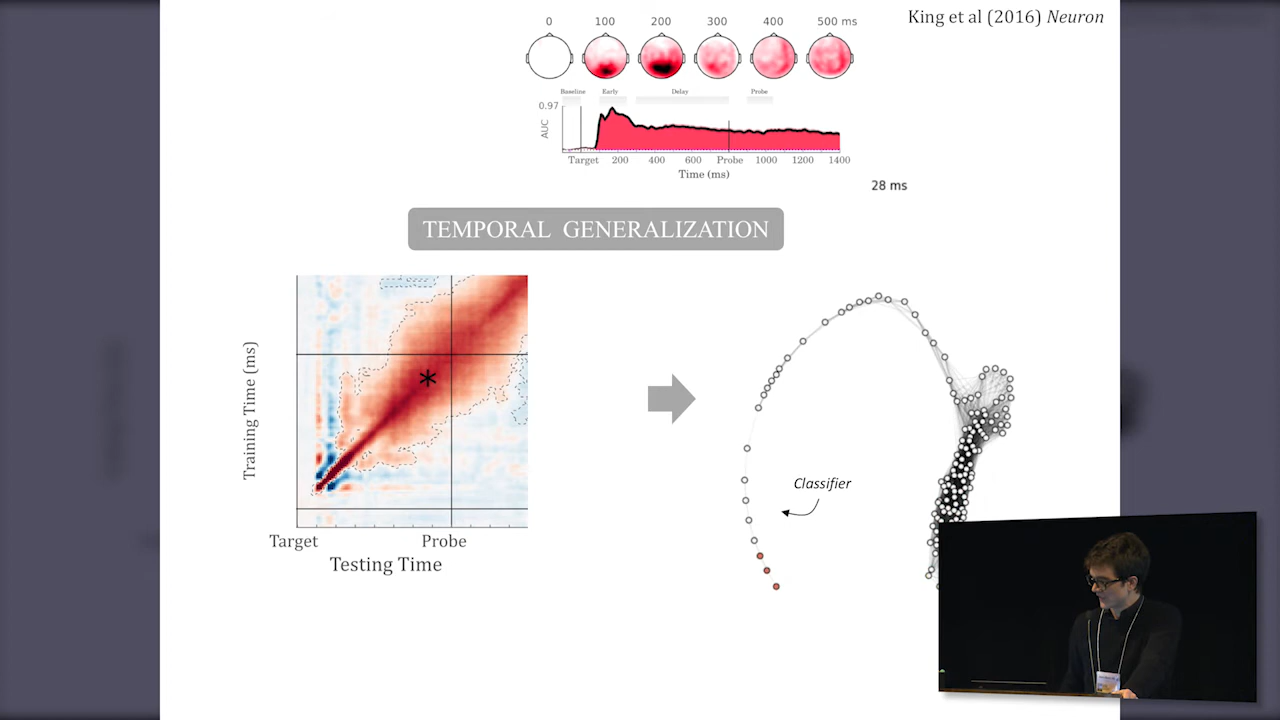 King et al (2016) Neuron
0 100 200 300 400 500 ms
Baseline Early Delay Probe
0.97
AUC
Target 200 400 600 Probe 1000 1200 1400
Time (ms)
28 ms
TEMPORAL GENERALIZATION
Training Time (ms)
*
Classifier
Target Probe
Testing Time